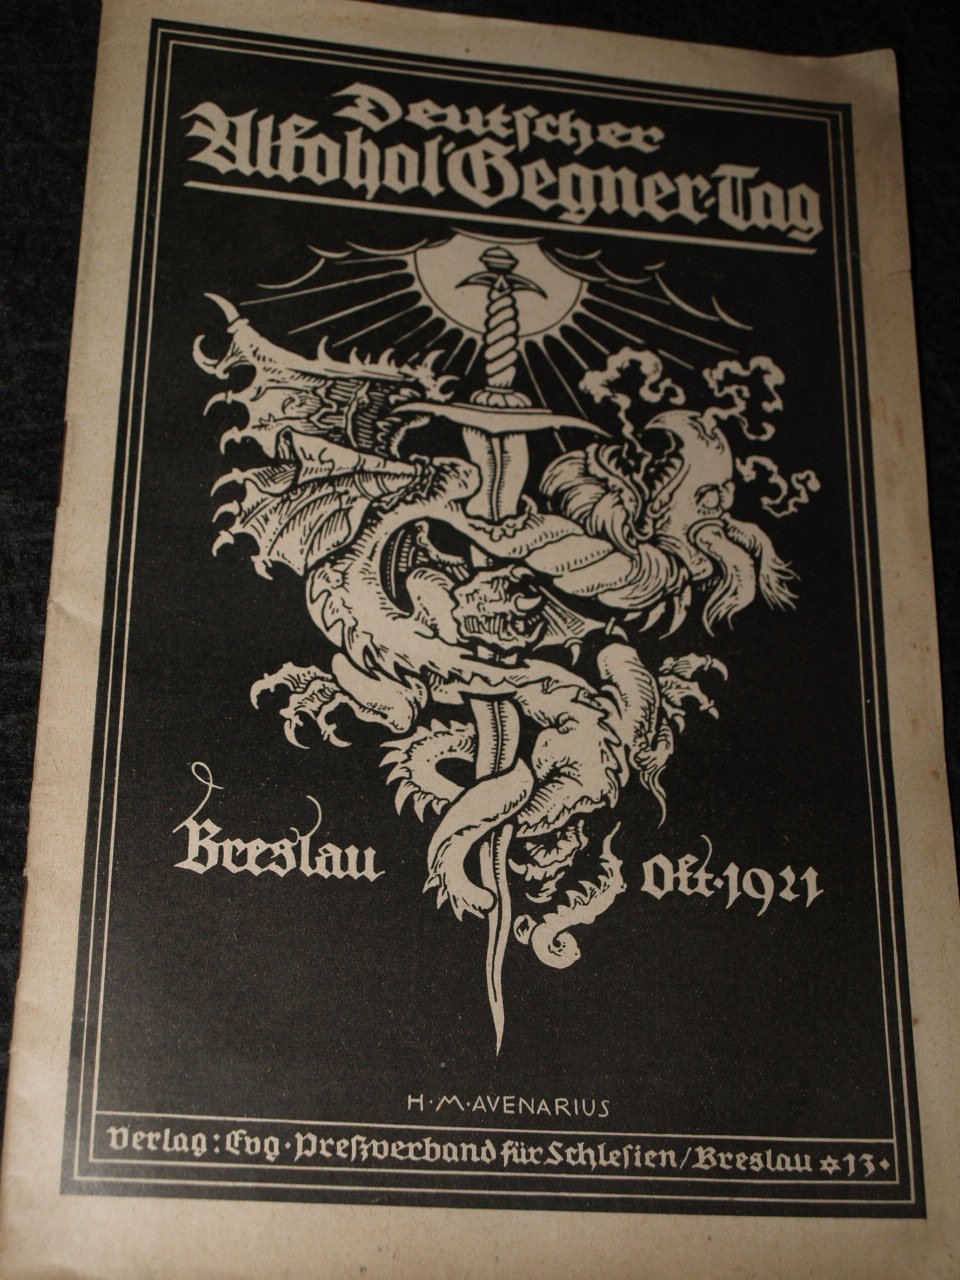 Deutscher
Alkohol-Gegner-Tag
Breslau Okt. 1921
H·M·AVENARIUS
Verlag: Evg. Preßverband für Schlesien/Breslau ✡ 13.